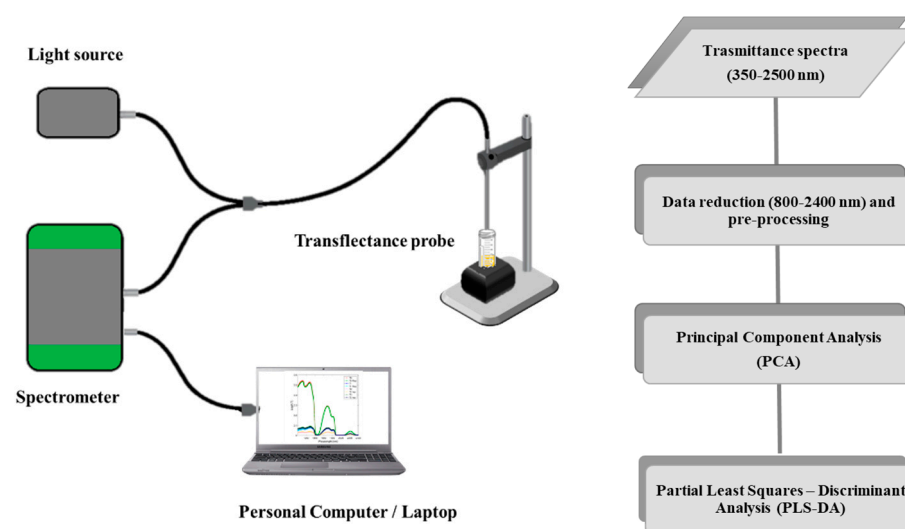 Light source
Transflectance probe
Spectrometer
Personal Computer / Laptop
Trasmittance spectra
(350-2500 nm)
Data reduction (800-2400 nm) and
pre-processing
Principal Component Analysis
(PCA)
Partial Least Squares – Discriminant
Analysis (PLS-DA)